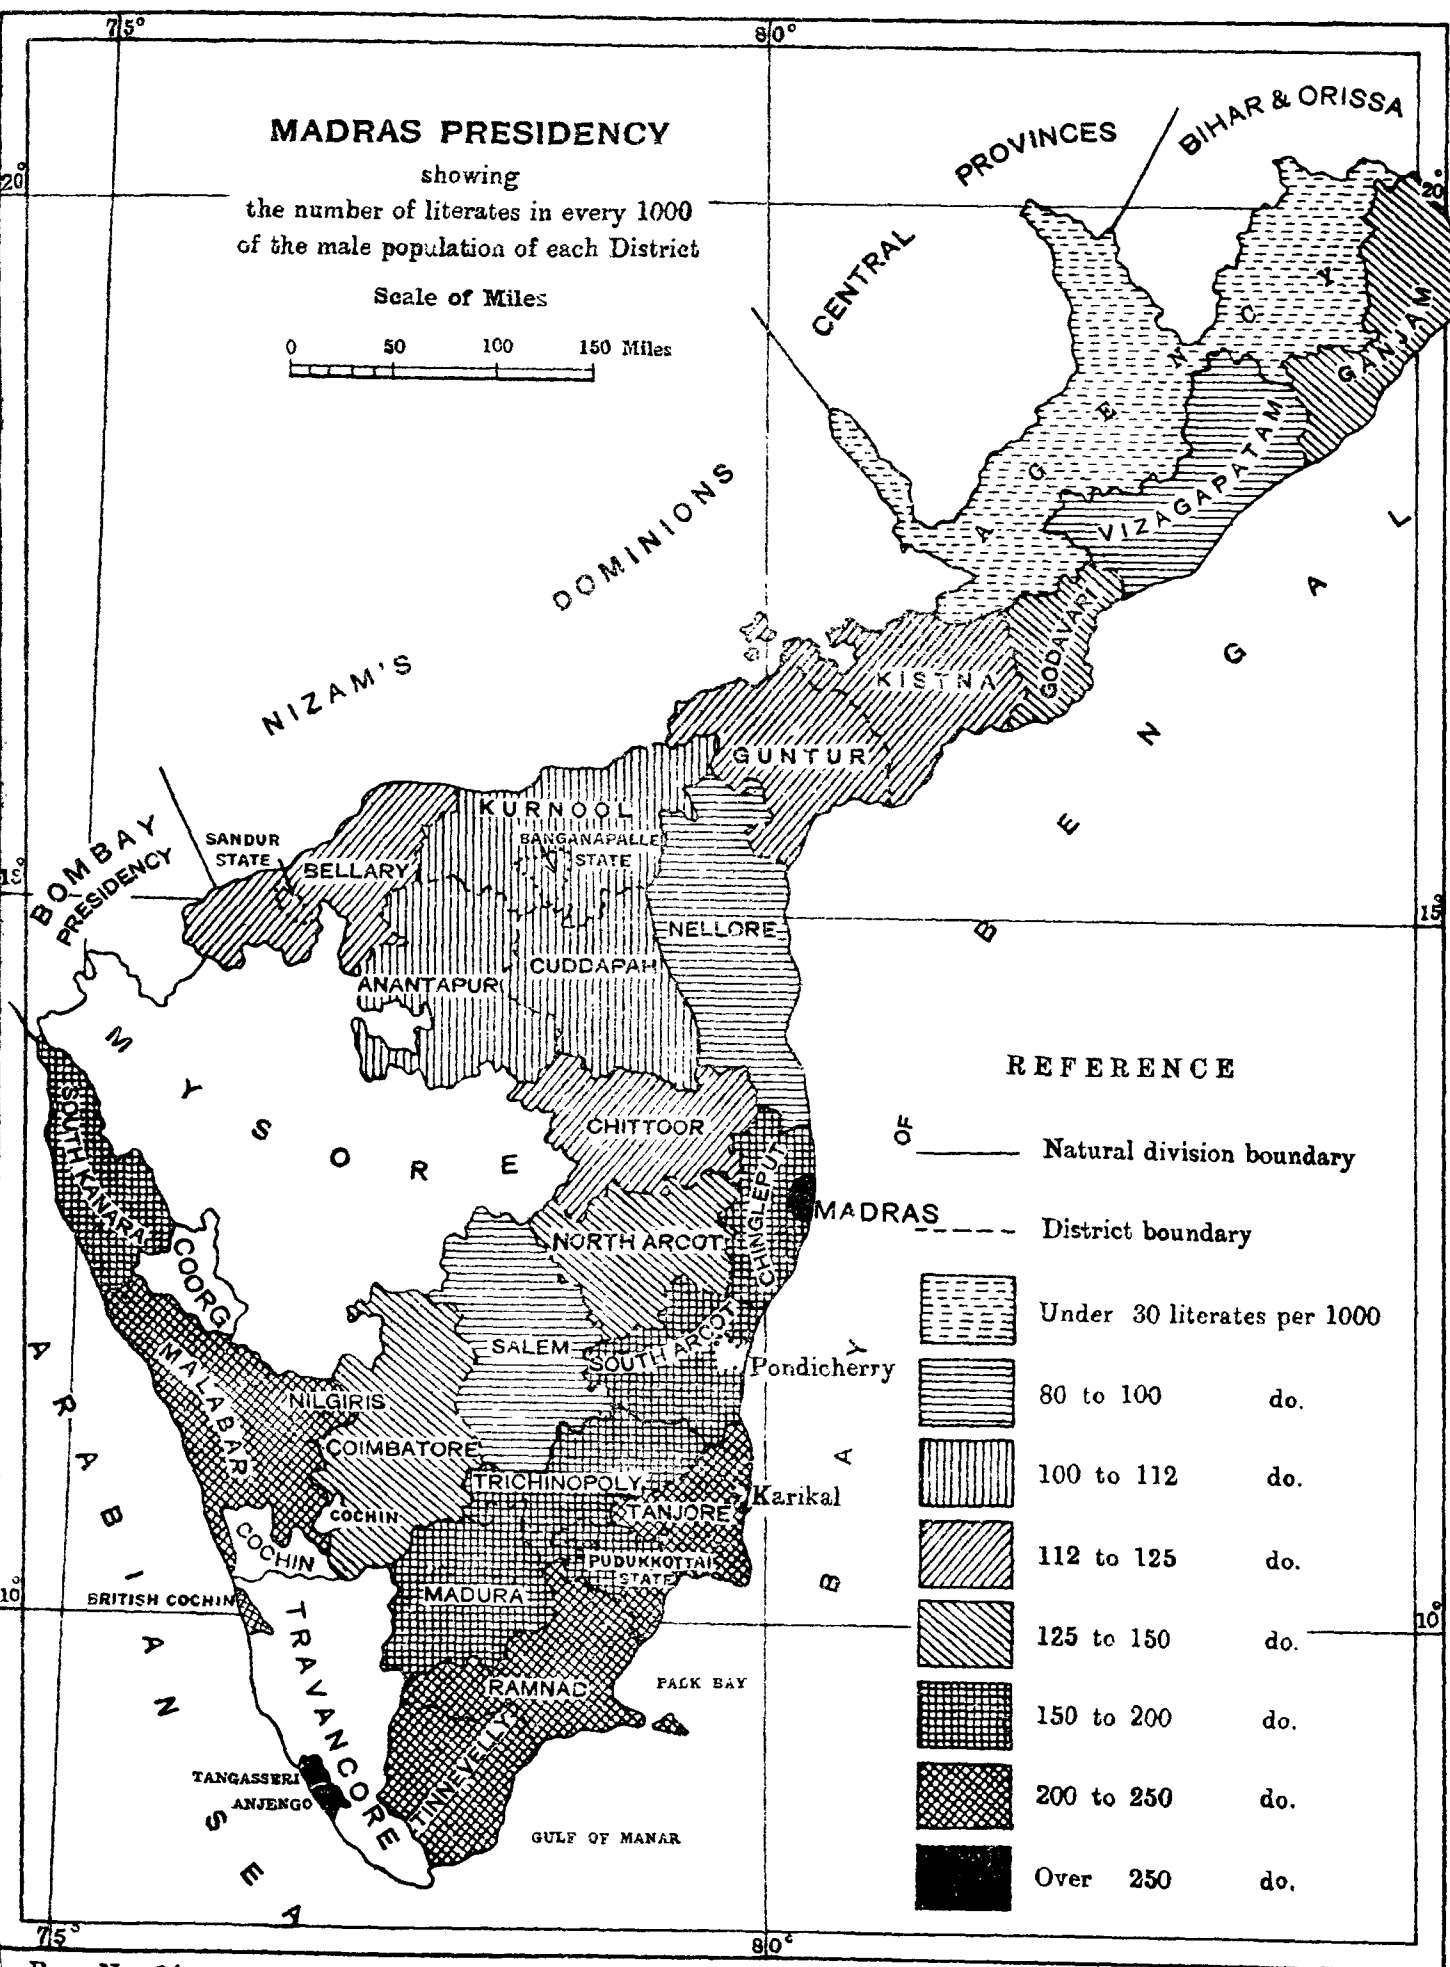 75°
80°
MADRAS PRESIDENCY
showing
the number of literates in every 1000
of the male population of each District
Scale of Miles
0 50 100 150 Miles
20°
20°
CENTRAL PROVINCES
BIHAR & ORISSA
AGENCY
GANJAM
VIZAGAPATAM
GODAVARI
KISTNA
GUNTUR
NIZAM'S DOMINIONS
BOMBAY
PRESIDENCY
SANDUR
STATE
BELLARY
KURNOOL
BANGANAPALLE
STATE
15°
15°
NELLORE
CUDDAPAH
ANANTAPUR
MYSORE
CHITTOOR
SOUTH KANARA
CHINGLEPUT
MADRAS
NORTH ARCOT
COORG
SALEM
SOUTH ARCOT
Pondicherry
MALABAR
NILGIRIS
COIMBATORE
TRICHINOPOLY
Karikal
TANJORE
COCHIN
COCHIN
PUDUKKOTTAI
STATE
MADURA
BRITISH COCHIN
10°
10°
TRAVANCORE
RAMNAD
PALK BAY
TINNEVELLY
TANGASSERI
ANJENGO
GULF OF MANAR
ARABIAN SEA
BAY OF BENGAL
REFERENCE
Natural division boundary
District boundary
Under 30 literates per 1000
80 to 100 do.
100 to 112 do.
112 to 125 do.
125 to 150 do.
150 to 200 do.
200 to 250 do.
Over 250 do.
75°
80°